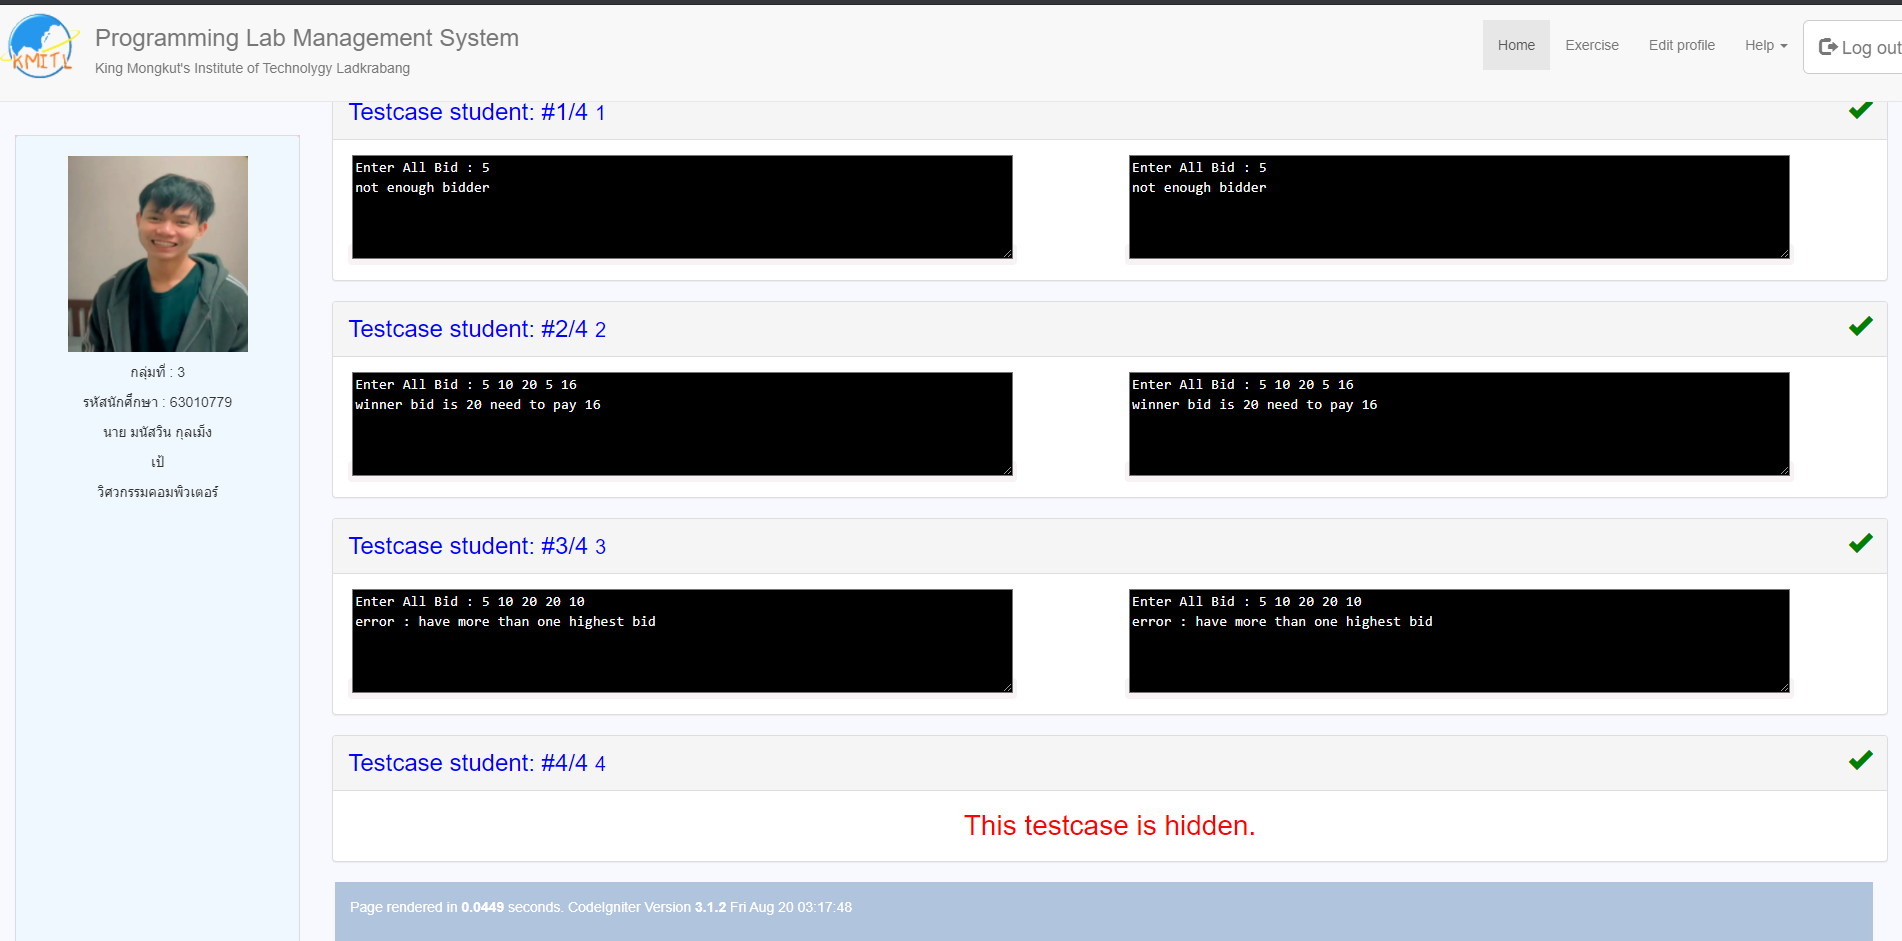 KMITL
Programming Lab Management System
King Mongkut's Institute of Technolygy Ladkrabang
Home
Exercise
Edit profile
Help
Log out
กลุ่มที่ : 3
รหัสนักศึกษา : 63010779
นาย มนัสวิน กุลเม็ง
เป้
วิศวกรรมคอมพิวเตอร์
Testcase student: #1/4 1
Enter All Bid : 5
not enough bidder
Enter All Bid : 5
not enough bidder
Testcase student: #2/4 2
Enter All Bid : 5 10 20 5 16
winner bid is 20 need to pay 16
Enter All Bid : 5 10 20 5 16
winner bid is 20 need to pay 16
Testcase student: #3/4 3
Enter All Bid : 5 10 20 20 10
error : have more than one highest bid
Enter All Bid : 5 10 20 20 10
error : have more than one highest bid
Testcase student: #4/4 4
This testcase is hidden.
Page rendered in 0.0449 seconds. CodeIgniter Version 3.1.2 Fri Aug 20 03:17:48